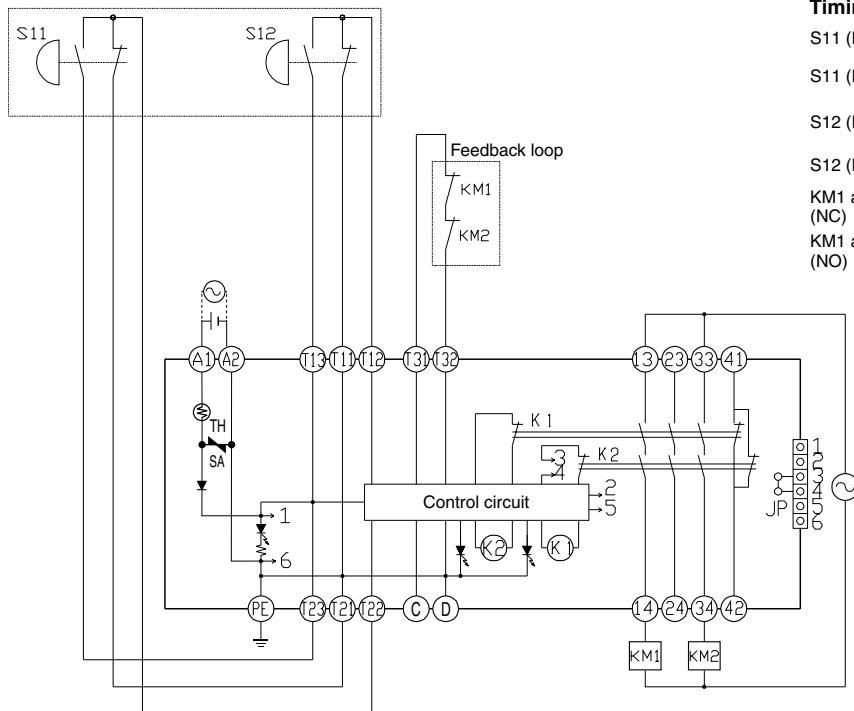 Timin
S11 (
S11 (
S12 (
S12 (
KM1 a
(NC)
KM1 a
(NO)
S11
S12
Feedback loop
KM1
KM2
A1 A2 T13 T11 T12 T31 T32 13 23 33 41
TH
SA
K1
K2
3
4
Control circuit
2
5
1
6
K2
K1
JP
1
2
3
4
5
6
PE T23 T21 T22 C D 14 24 34 42
KM1
KM2